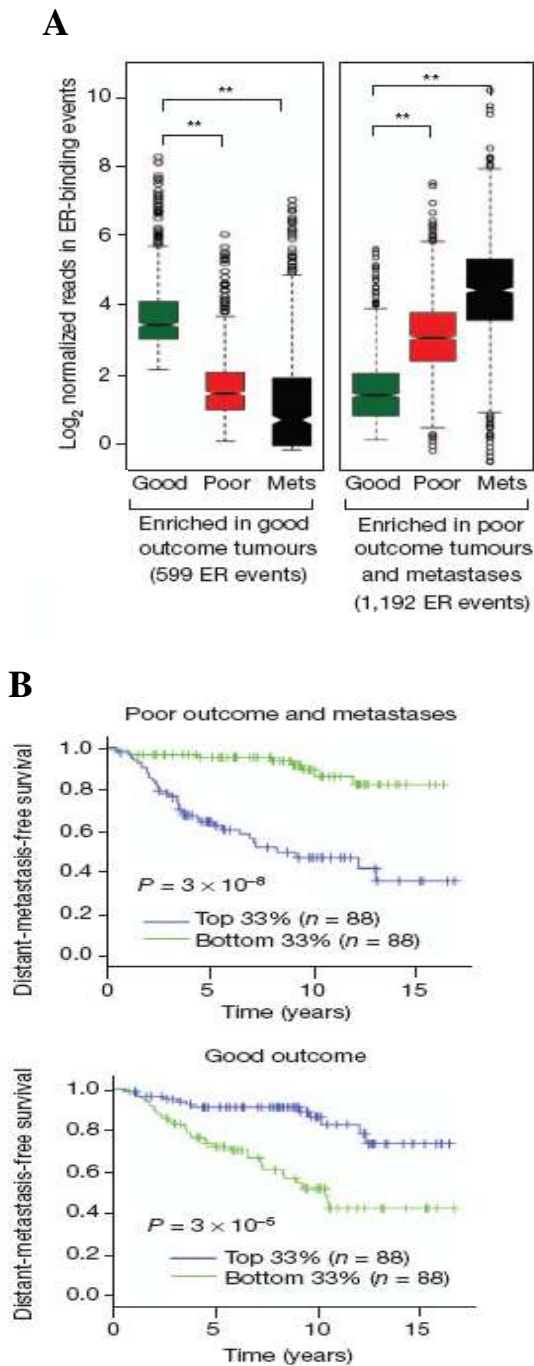 A
Log2 normalized reads in ER-binding events
10
8
6
4
2
0
**
**
**
**
Good Poor Mets
Good Poor Mets
Enriched in good
outcome tumours
(599 ER events)
Enriched in poor
outcome tumours
and metastases
(1,192 ER events)
B
Poor outcome and metastases
Distant-metastasis-free survival
1.0
0.8
0.6
0.4
0.2
0.0
P = 3 × 10–8
Top 33% (n = 88)
Bottom 33% (n = 88)
0 5 10 15
Time (years)
Good outcome
Distant-metastasis-free survival
1.0
0.8
0.6
0.4
0.2
0.0
P = 3 × 10–5
Top 33% (n = 88)
Bottom 33% (n = 88)
0 5 10 15
Time (years)